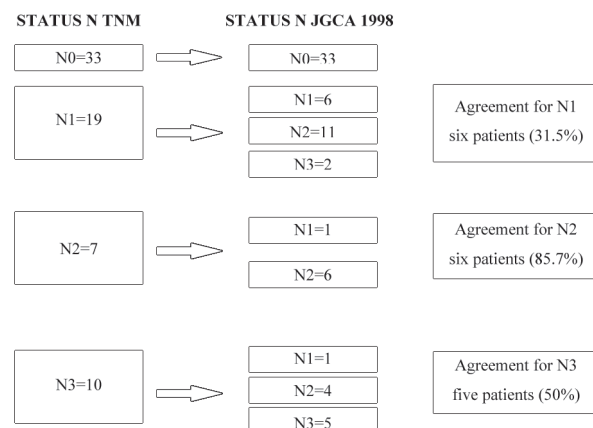 STATUS N TNM
STATUS N JGCA 1998
N0=33
N0=33
N1=19
N1=6
N2=11
N3=2
Agreement for N1
six patients (31.5%)
N2=7
N1=1
N2=6
Agreement for N2
six patients (85.7%)
N3=10
N1=1
N2=4
N3=5
Agreement for N3
five patients (50%)